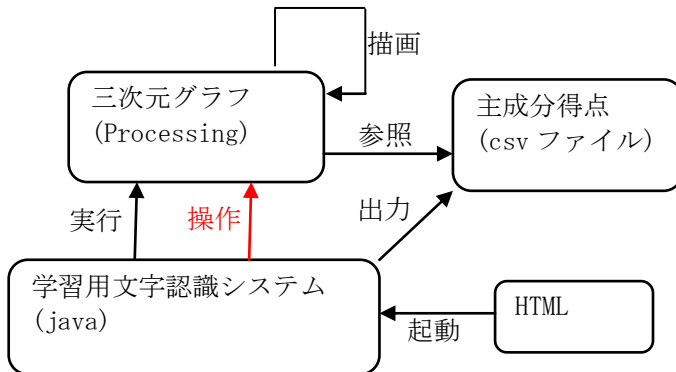 描画
三次元グラフ
(Processing)
主成分得点
(csv ファイル)
参照
実行
操作
出力
学習用文字認識システム
(java)
起動
HTML